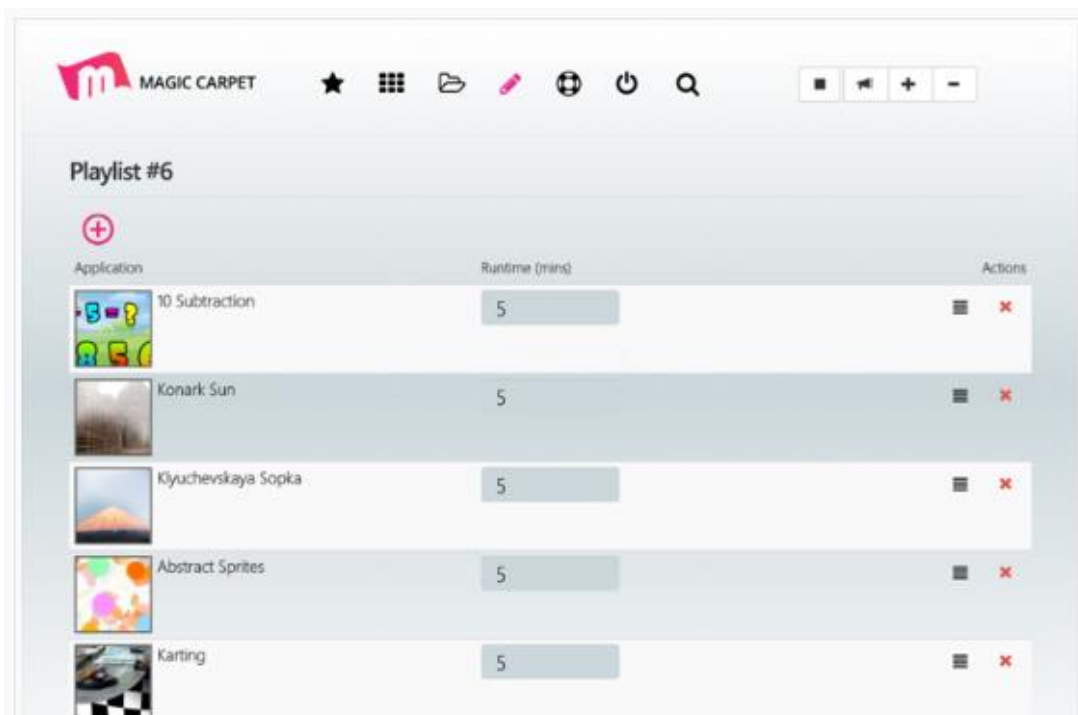 m MAGIC CARPET
Playlist #6
Application Runtime (mins) Actions
10 Subtraction 5
Konark Sun 5
Klyuchevskaya Sopka 5
Abstract Sprites 5
Karting 5